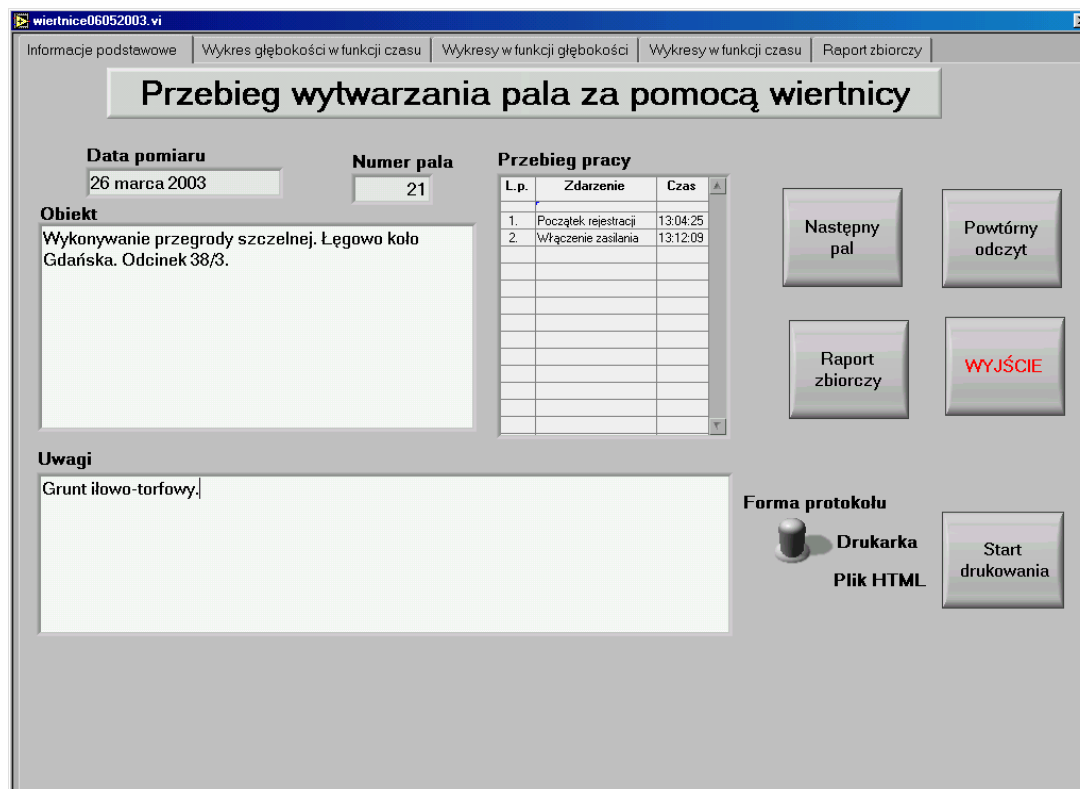 wiertnice06052003.vi
Informacje podstawowe
Wykres głębokości w funkcji czasu
Wykresy w funkcji głębokości
Wykresy w funkcji czasu
Raport zbiorczy
Przebieg wytwarzania pala za pomocą wiertnicy
Data pomiaru
26 marca 2003
Numer pala
21
Obiekt
Wykonywanie przegrody szczelnej. Łęgowo koło
Gdańska. Odcinek 38/3.
Przebieg pracy
L.p. Zdarzenie Czas
1. Początek rejestracji 13:04:25
2. Włączenie zasilania 13:12:09
Następny
pal
Powtórny
odczyt
Raport
zbiorczy
WYJŚCIE
Uwagi
Grunt iłowo-torfowy.
Forma protokołu
Drukarka
Plik HTML
Start
drukowania